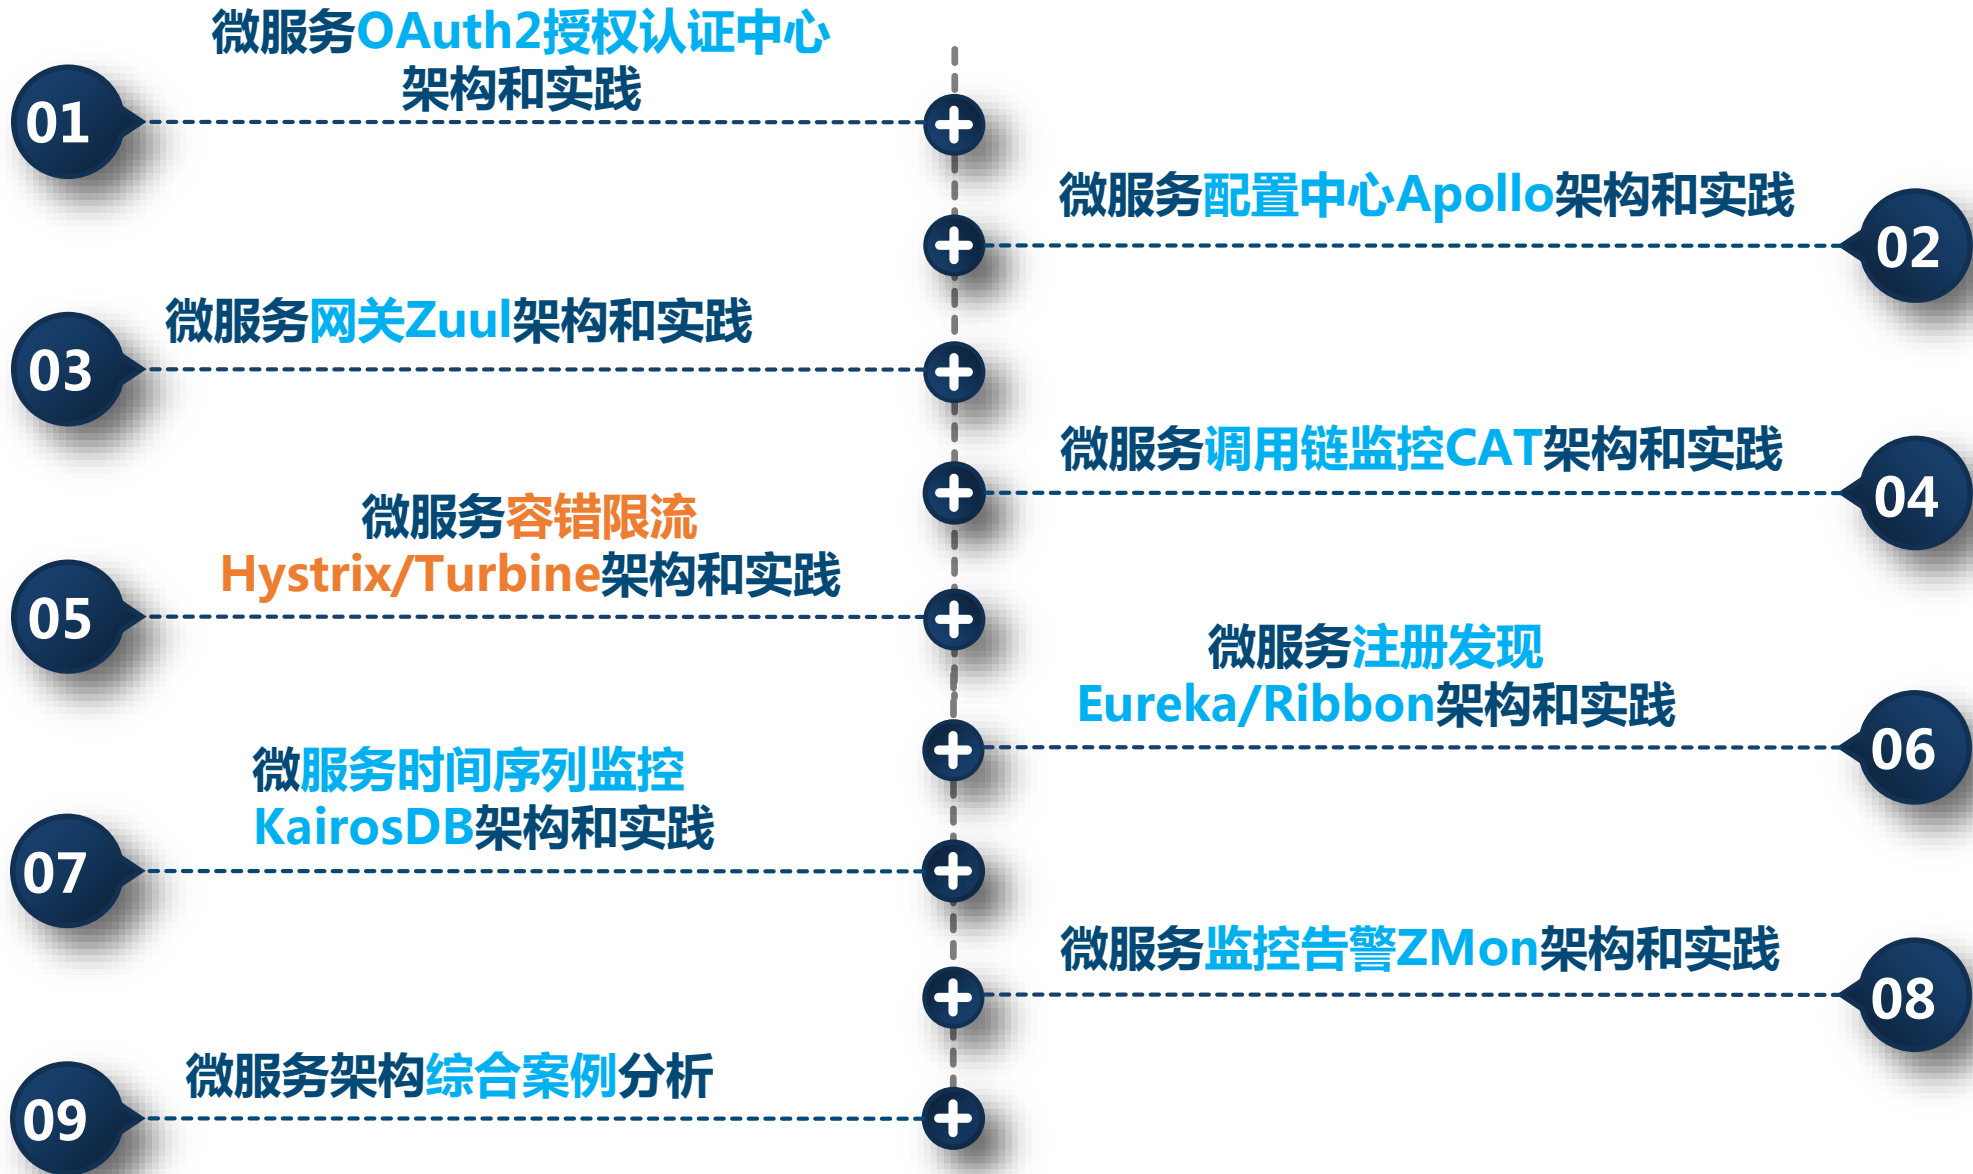 微服务OAuth2授权认证中心
架构和实践
01
微服务配置中心Apollo架构和实践
02
微服务网关Zuul架构和实践
03
微服务调用链监控CAT架构和实践
04
微服务容错限流
Hystrix/Turbine架构和实践
05
微服务注册发现
Eureka/Ribbon架构和实践
06
微服务时间序列监控
KairosDB架构和实践
07
微服务监控告警ZMon架构和实践
08
微服务架构综合案例分析
09